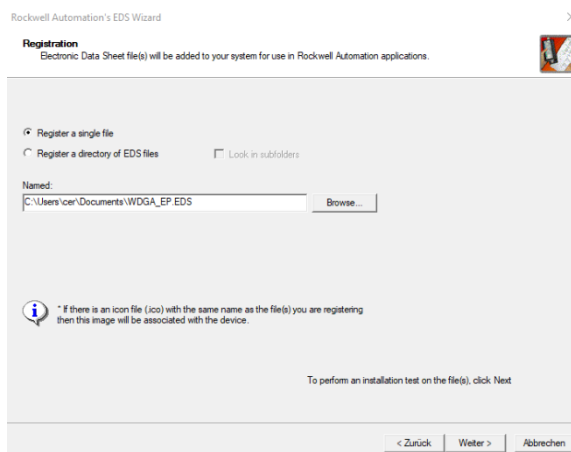 Rockwell Automation's EDS Wizard
Registration
Electronic Data Sheet file(s) will be added to your system for use in Rockwell Automation applications.
Register a single file
Register a directory of EDS files
Look in subfolders
Named:
C:\Users\cer\Documents\WDGA_EP.EDS
Browse...
* If there is an icon file (.ico) with the same name as the file(s) you are registering
then this image will be associated with the device.
To perform an installation test on the file(s), click Next
< Zurück
Weiter >
Abbrechen